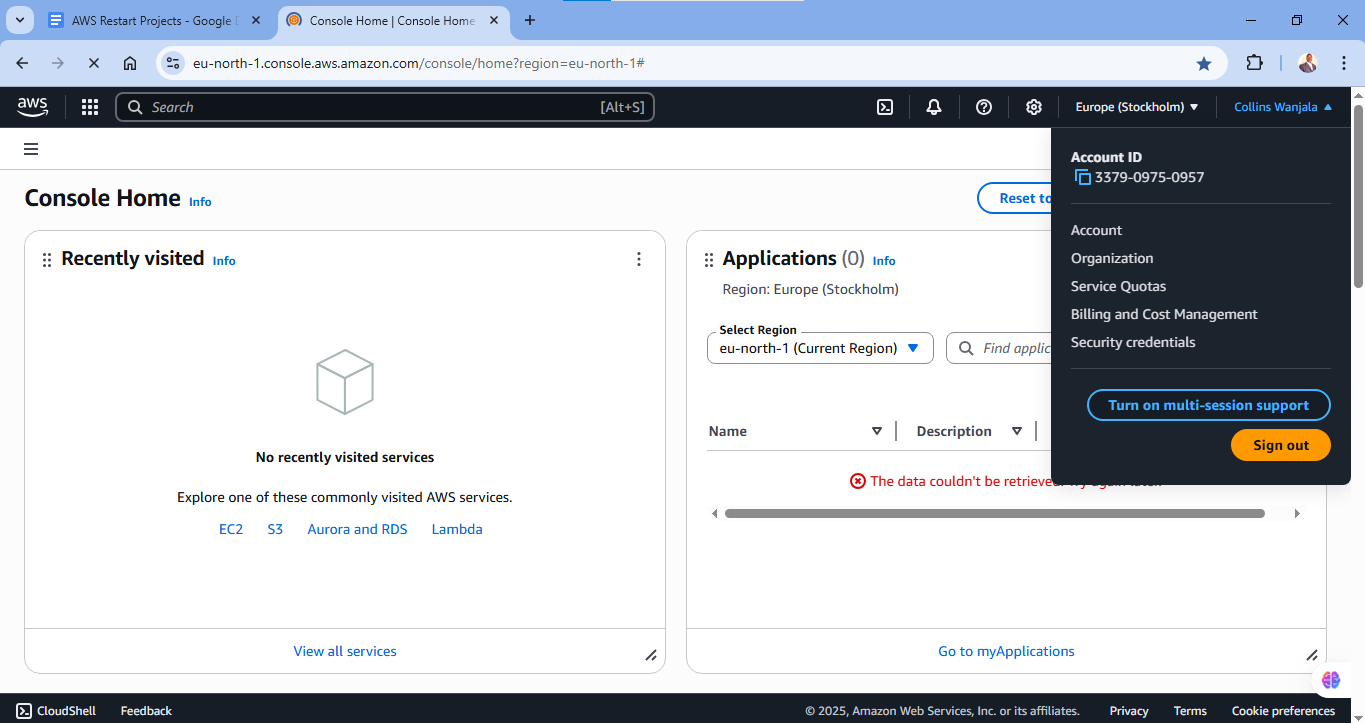 AWS Restart Projects - Google
Console Home | Console Home
eu-north-1.console.aws.amazon.com/console/home?region=eu-north-1#
aws
Search
[Alt+S]
Europe (Stockholm)
Collins Wanjala
Account ID
3379-0975-0957
Account
Organization
Service Quotas
Billing and Cost Management
Security credentials
Turn on multi-session support
Sign out
Console Home Info
Reset to
Recently visited Info
No recently visited services
Explore one of these commonly visited AWS services.
EC2 S3 Aurora and RDS Lambda
View all services
Applications (0) Info
Region: Europe (Stockholm)
Select Region
eu-north-1 (Current Region)
Find applic
Name Description
The data couldn't be retrieved. Try again later.
Go to myApplications
CloudShell Feedback
© 2025, Amazon Web Services, Inc. or its affiliates. Privacy Terms Cookie preferences